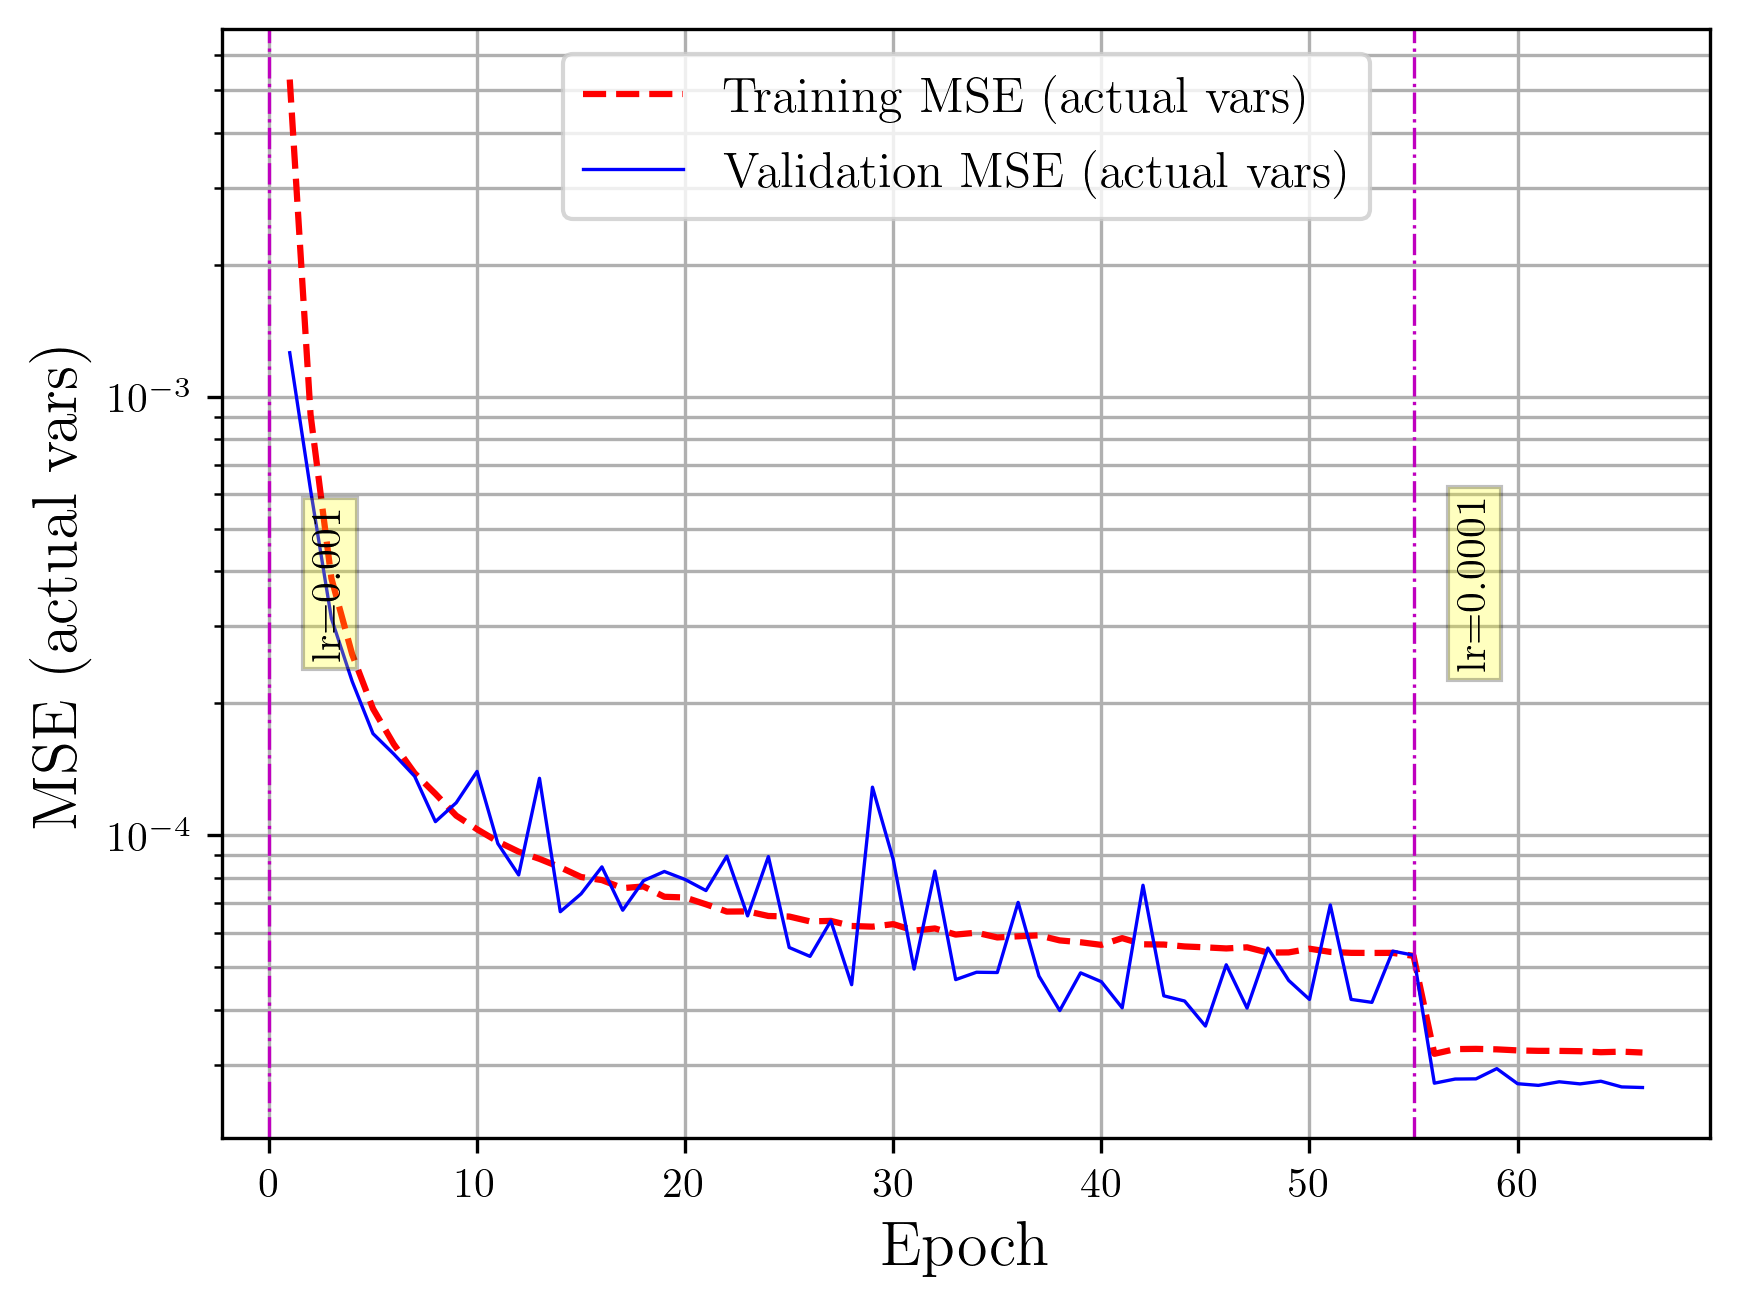 Training MSE (actual vars)
Validation MSE (actual vars)
MSE (actual vars)
10⁻³
10⁻⁴
lr=0.001
lr=0.0001
0 10 20 30 40 50 60
Epoch